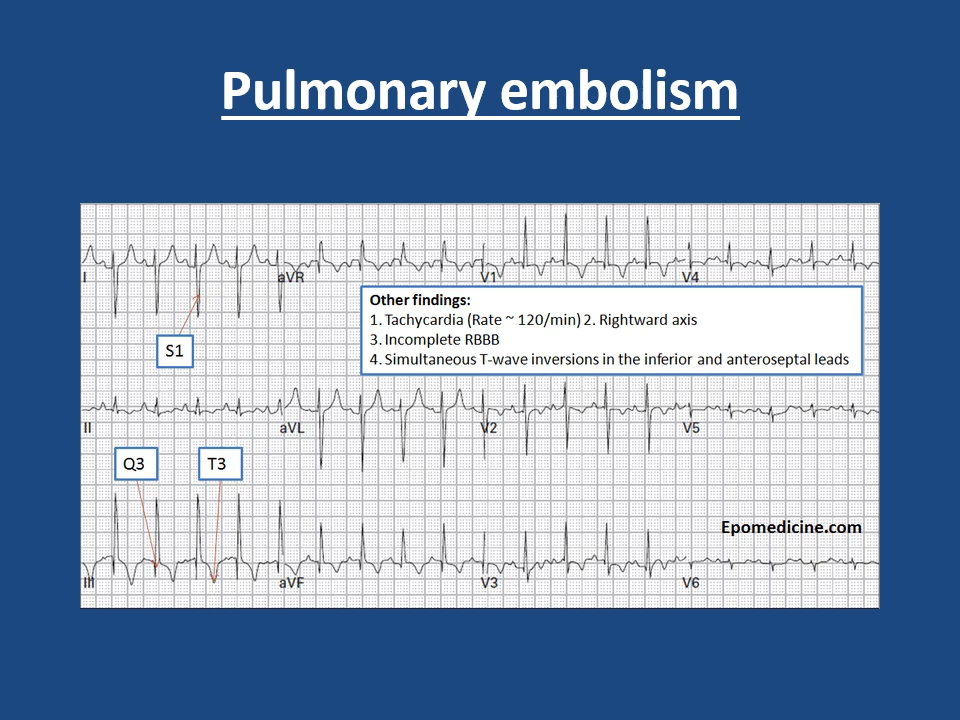 Pulmonary embolism
I
aVR
V1
V4
Other findings:
1. Tachycardia (Rate ~ 120/min) 2. Rightward axis
3. Incomplete RBBB
4. Simultaneous T-wave inversions in the inferior and anteroseptal leads
S1
II
aVL
V2
V5
Q3
T3
Epomedicine.com
III
aVF
V3
V6